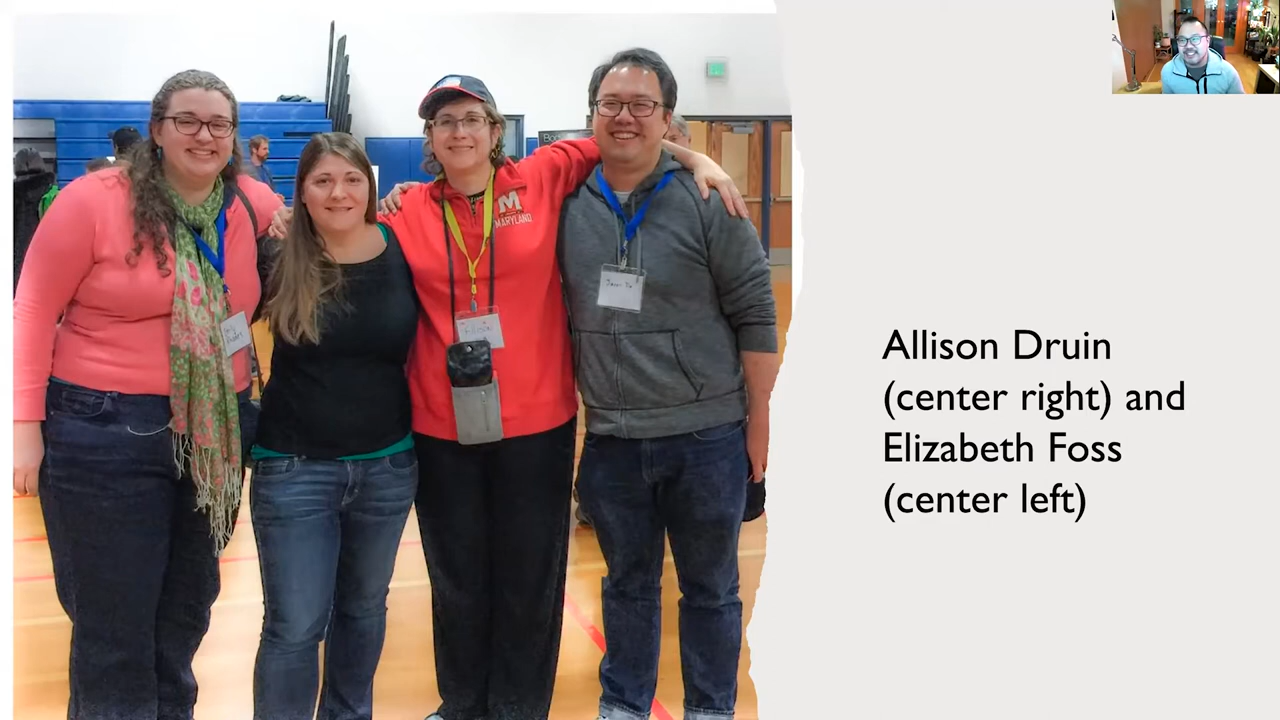 M
MARYLAND
Allison Druin
(center right) and
Elizabeth Foss
(center left)